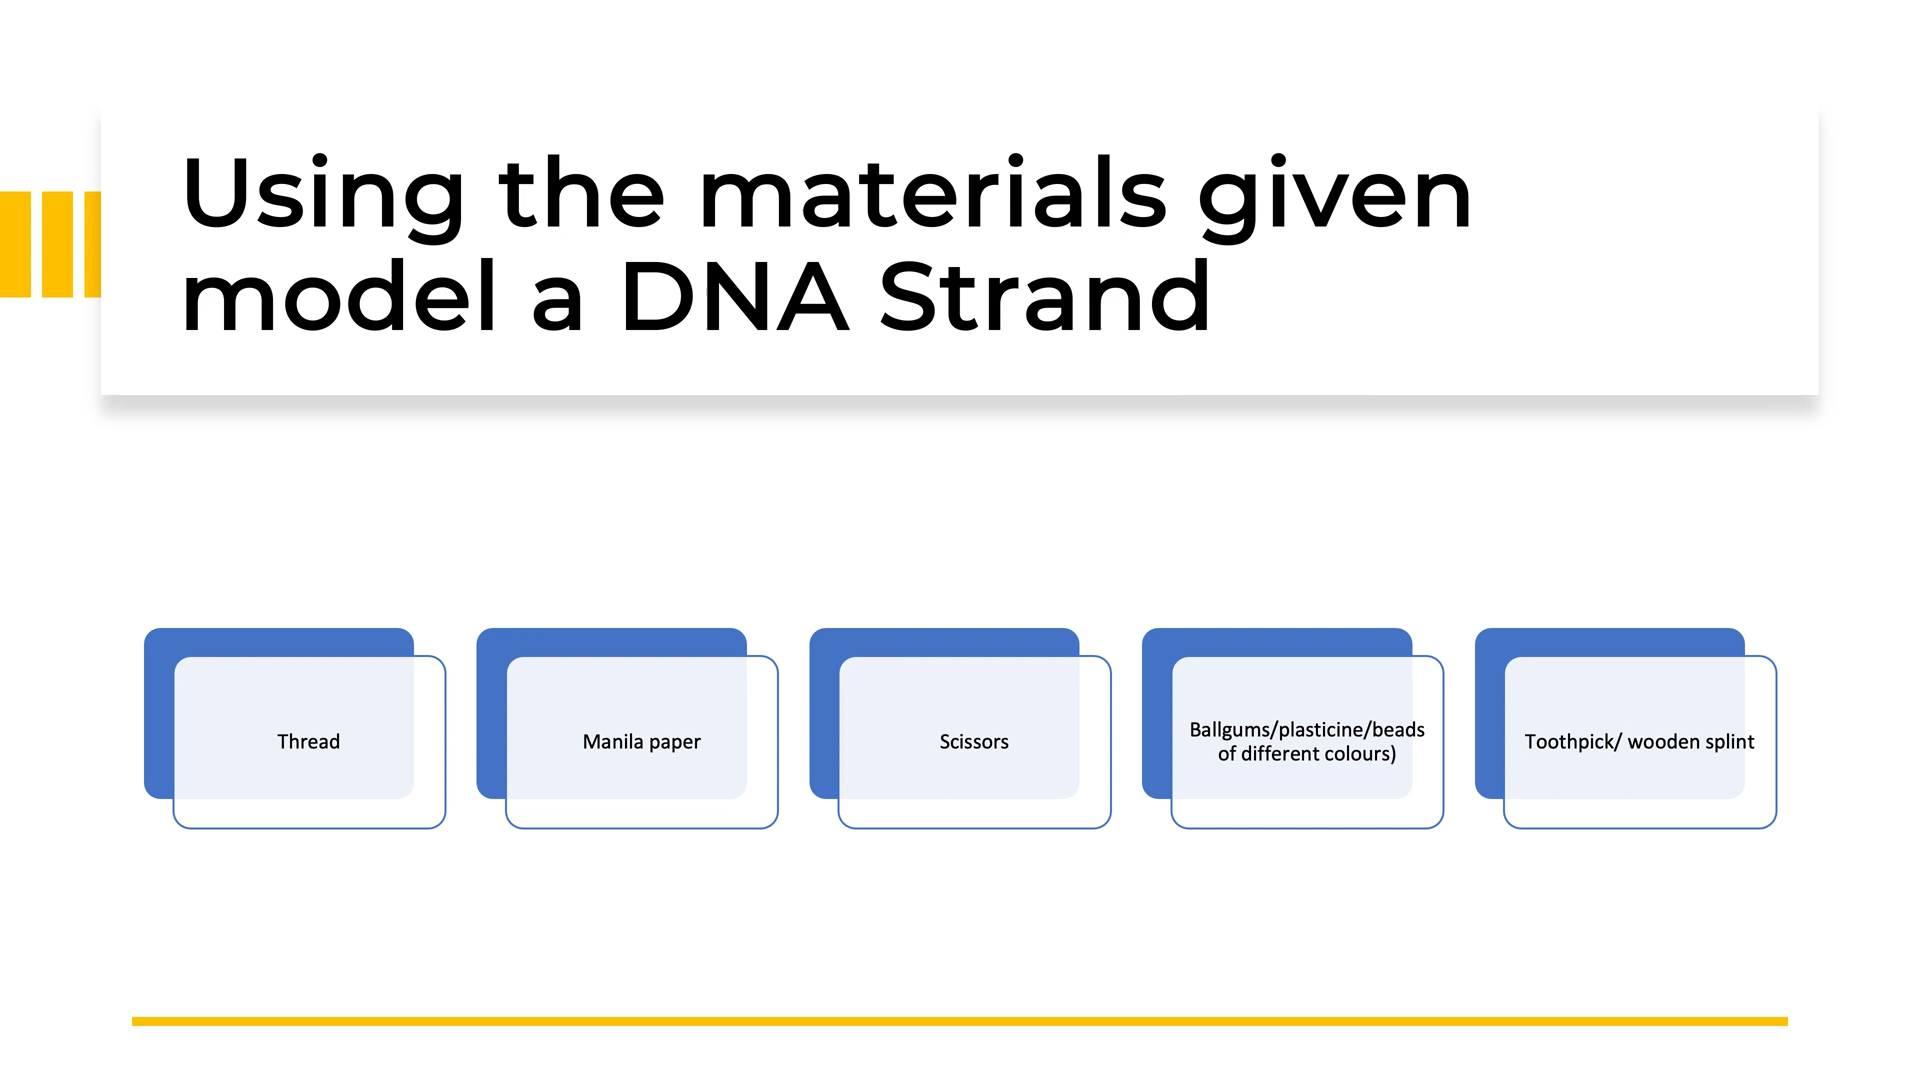 Using the materials given
model a DNA Strand
Thread
Manila paper
Scissors
Ballgums/plasticine/beads
of different colours)
Toothpick/ wooden splint